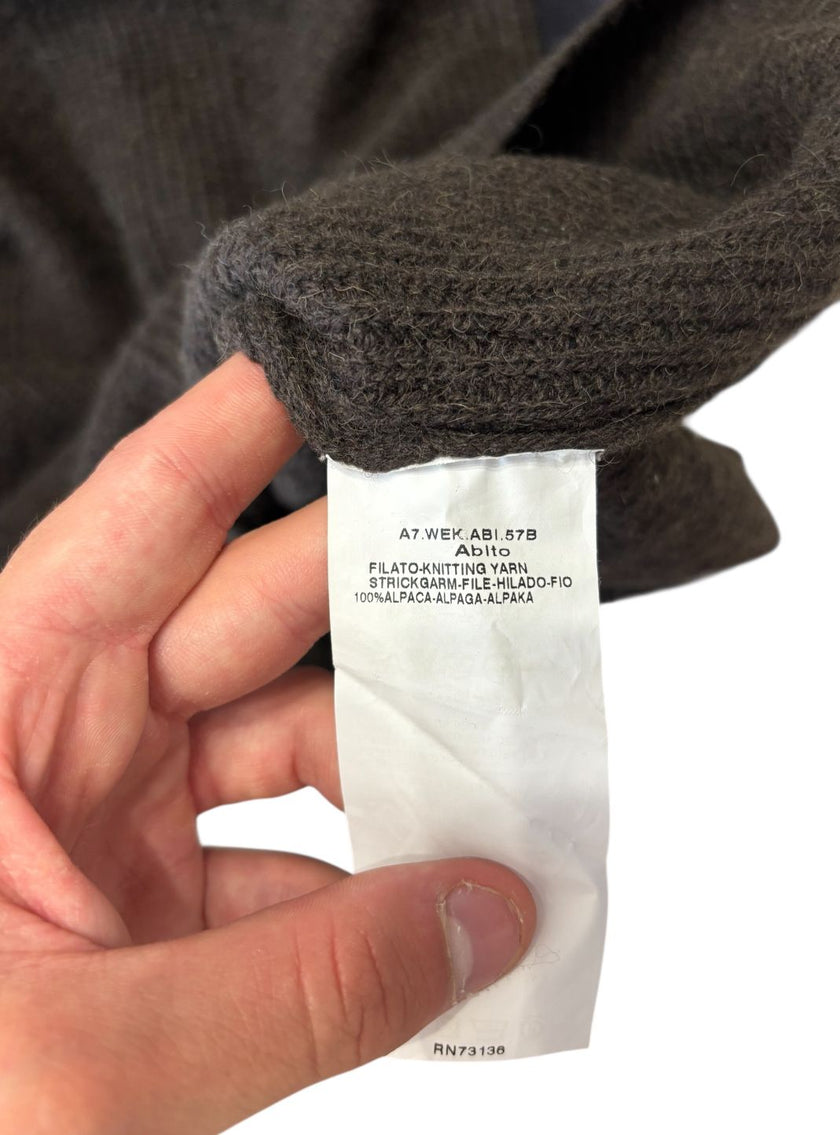 A7.WEK.ABI.57B
Abito
FILATO-KNITTING YARN
STRICKGARM-FILE-HILADO-FIO
100%ALPACA-ALPAGA-ALPAKA
RN73136